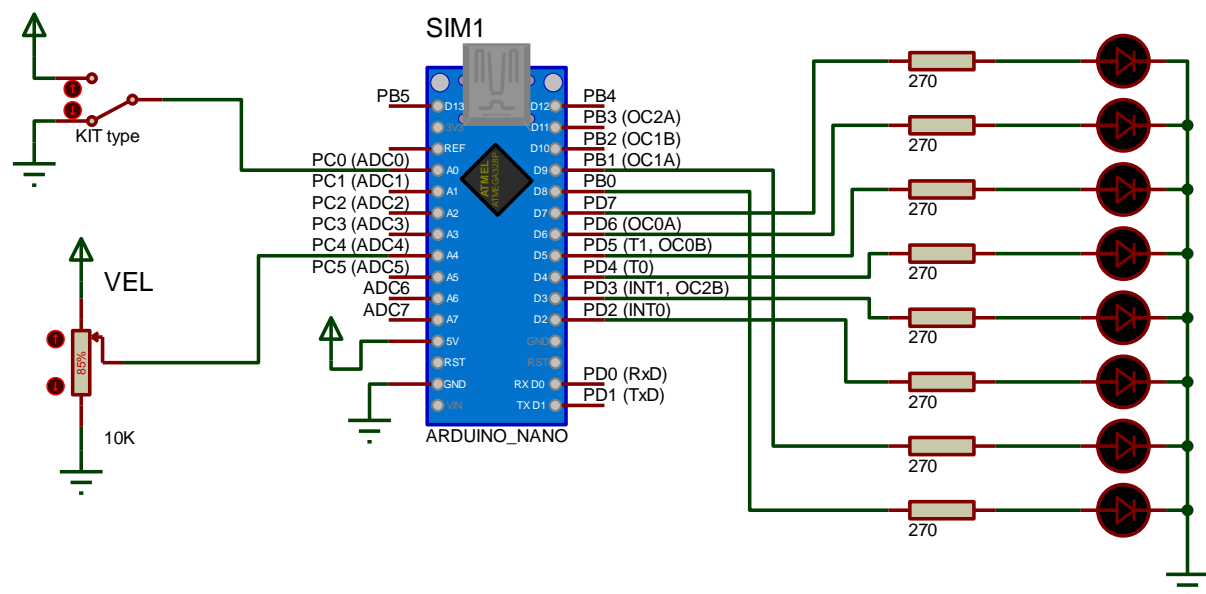 SIM1
PB5
D13
D12
PB4
3V3
D11
PB3 (OC2A)
REF
D10
PB2 (OC1B)
KIT type
PC0 (ADC0)
A0
D9
PB1 (OC1A)
PC1 (ADC1)
A1
D8
PB0
PC2 (ADC2)
A2
D7
PD7
PC3 (ADC3)
A3
D6
PD6 (OC0A)
PC4 (ADC4)
A4
D5
PD5 (T1, OC0B)
PC5 (ADC5)
A5
D4
PD4 (T0)
ADC6
A6
D3
PD3 (INT1, OC2B)
ADC7
A7
D2
PD2 (INT0)
5V
GND
RST
RST
GND
RX D0
PD0 (RxD)
VIN
TX D1
PD1 (TxD)
ATMEL
ATMEGA328P
ARDUINO_NANO
VEL
85%
10K
270
270
270
270
270
270
270
270